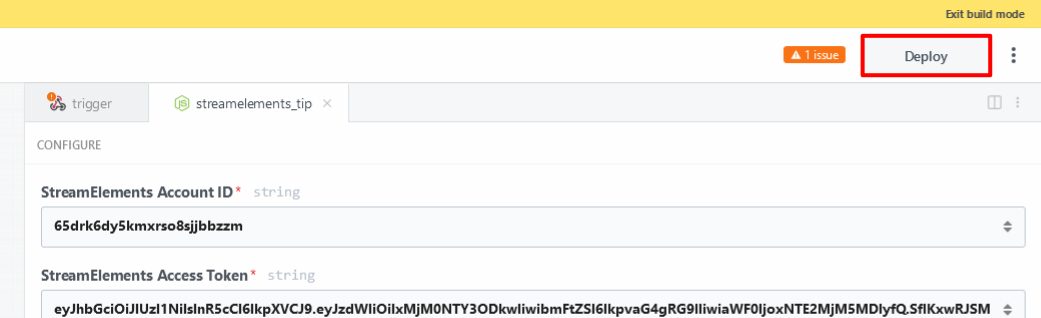 Exit build mode
1 issue
Deploy
trigger
streamelements_tip
CONFIGURE
StreamElements Account ID* string
65drk6dy5kmxrso8sjjbbzzm
StreamElements Access Token* string
eyJhbGciOiJIUzI1NiIsInR5cCI6IkpXVCJ9.eyJzdWIiOiIxMjM0NTY3ODkwIiwibmFtZSI6IkpvaG4gRG9lIiwiaWF0IjoxNTE2MjM5MDIyfQ.SflKxwRJSM